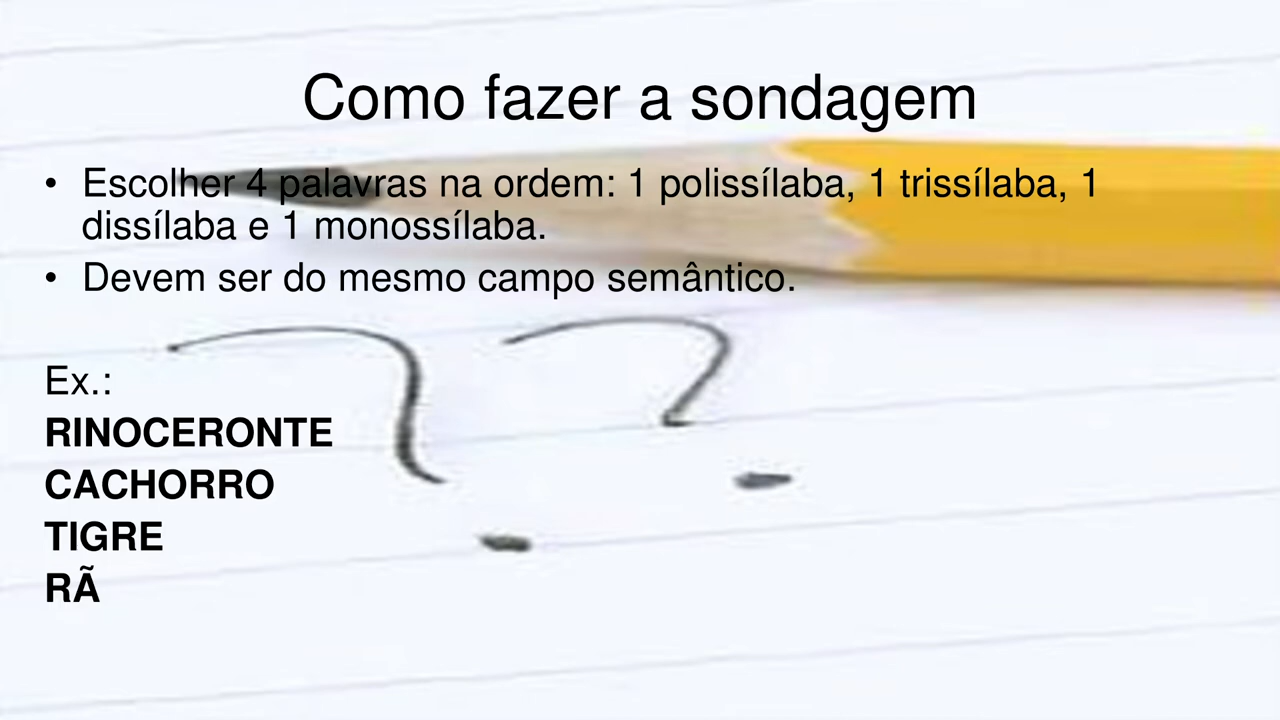 Como fazer a sondagem
• Escolher 4 palavras na ordem: 1 polissílaba, 1 trissílaba, 1
dissílaba e 1 monossílaba.
• Devem ser do mesmo campo semântico.
Ex.:
RINOCERONTE
CACHORRO
TIGRE
RÃ